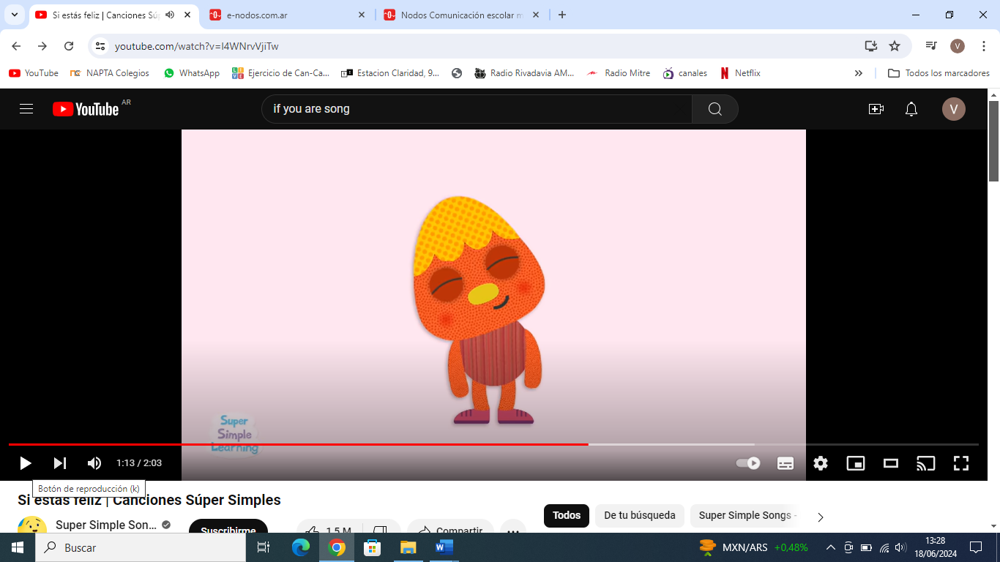 Si estás feliz | Canciones Súp
e-nodos.com.ar
Nodos Comunicación escolar m
youtube.com/watch?v=I4WNrvVjiTw
YouTube
NAPTA Colegios
WhatsApp
Ejercicio de Can-Ca...
Estacion Claridad, 9...
Radio Rivadavia AM...
Radio Mitre
canales
Netflix
Todos los marcadores
YouTube AR
if you are song
V
Super
Simple
Learning
1:13 / 2:03
Botón de reproducción (k)
Si estás feliz | Canciones Súper Simples
Super Simple Son...
Suscribirme
1,5 M
Compartir
Todos
De tu búsqueda
Super Simple Songs -
Buscar
MXN/ARS +0,48%
13:28
18/06/2024